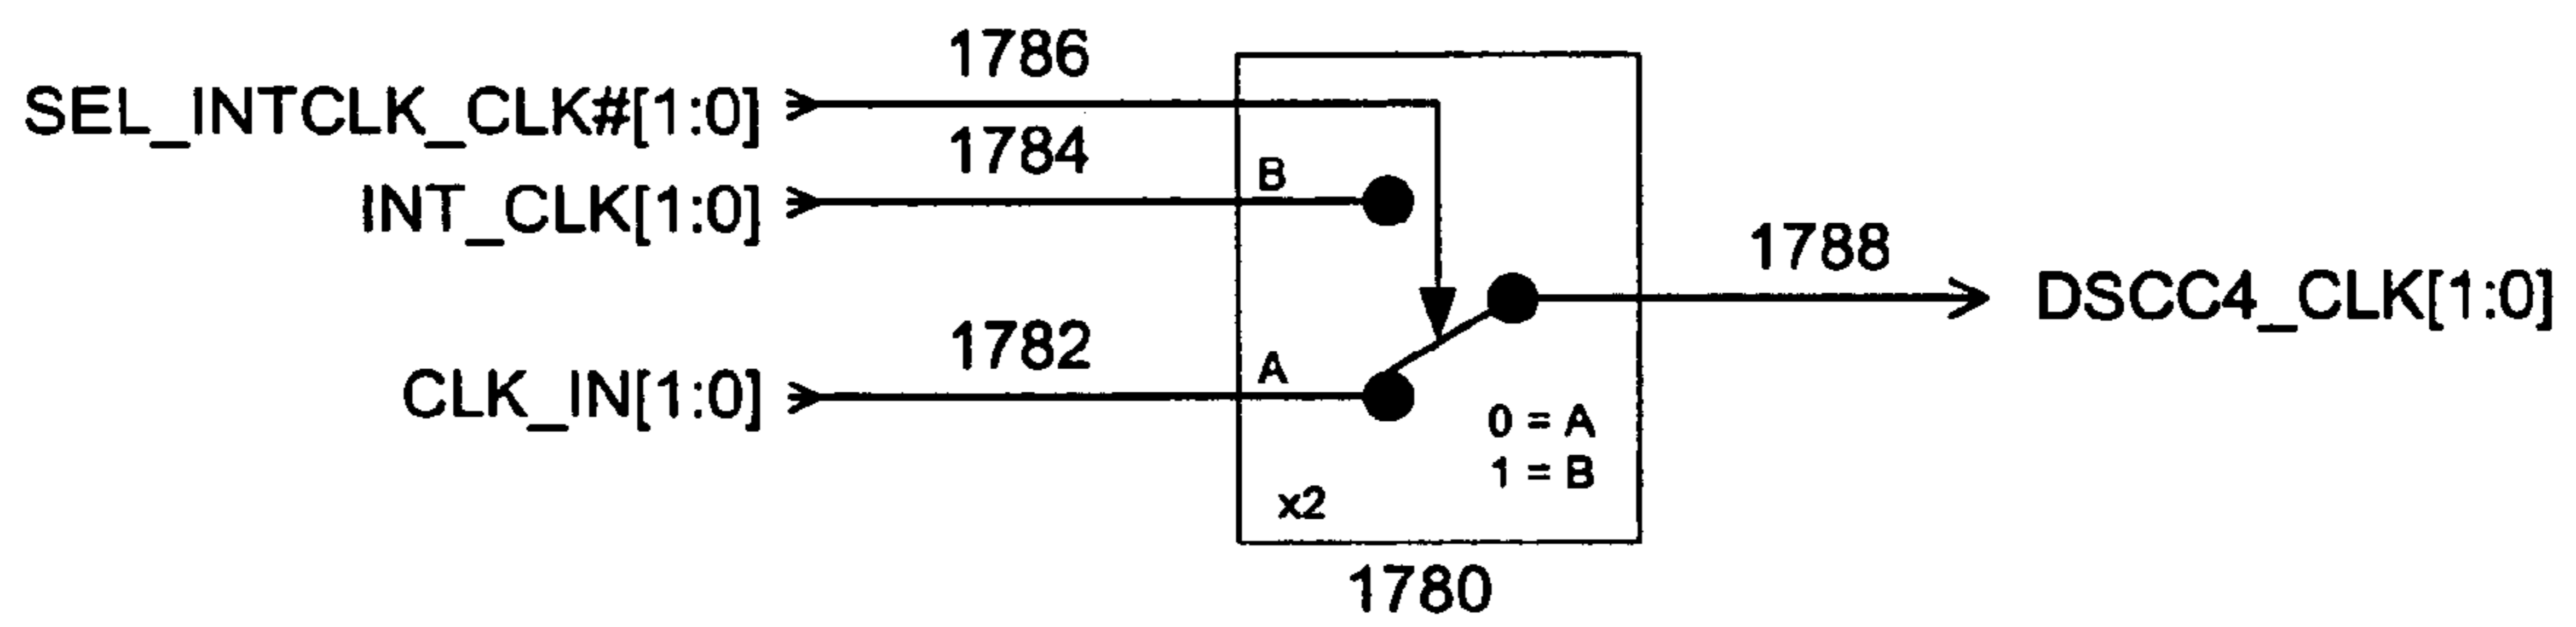 1786
SEL_INTCLK_CLK#[1:0]
1784
B
INT_CLK[1:0]
1788
DSCC4_CLK[1:0]
1782
A
CLK_IN[1:0]
0 = A
1 = B
x2
1780